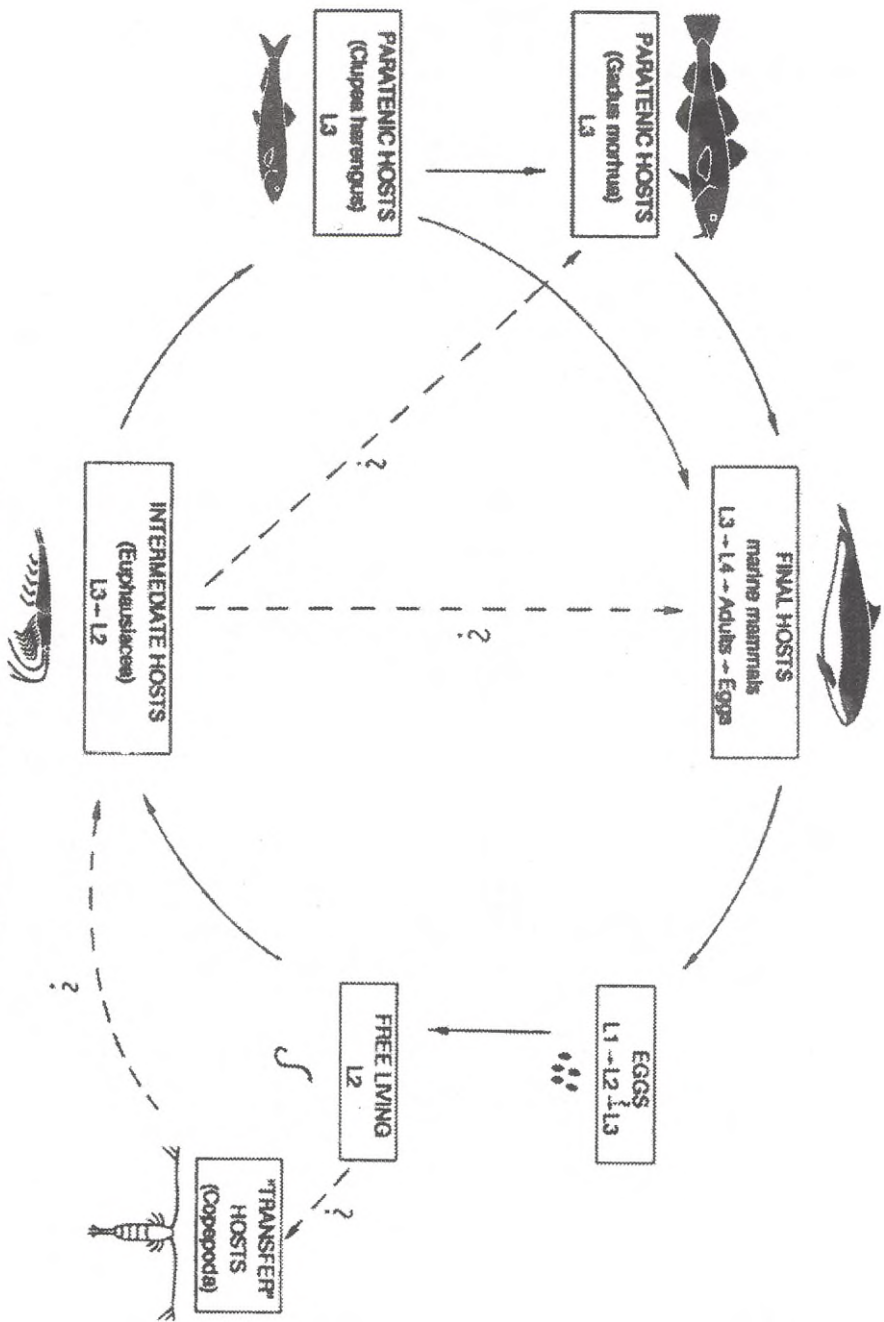 FINAL HOSTS
marine mammals
L3 → L4 → Adults → Eggs
PARATENIC HOSTS
(Gadus morhua)
L3
EGGS
?
L1 → L2 → L3
?
?
PARATENIC HOSTS
(Clupea harengus)
L3
FREE LIVING
L2
?
"TRANSFER"
HOSTS
(Copepoda)
INTERMEDIATE HOSTS
(Euphausiacea)
L3 ← L2
?